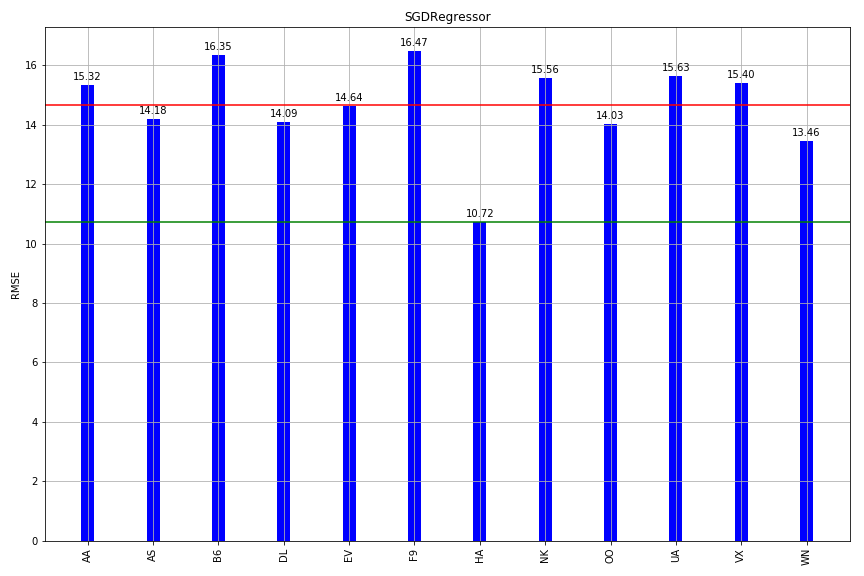 SGDRegressor
RMSE
16
14
12
10
8
6
4
2
0
15.32
14.18
16.35
14.09
14.64
16.47
10.72
15.56
14.03
15.63
15.40
13.46
AA
AS
B6
DL
EV
F9
HA
NK
OO
UA
VX
WN